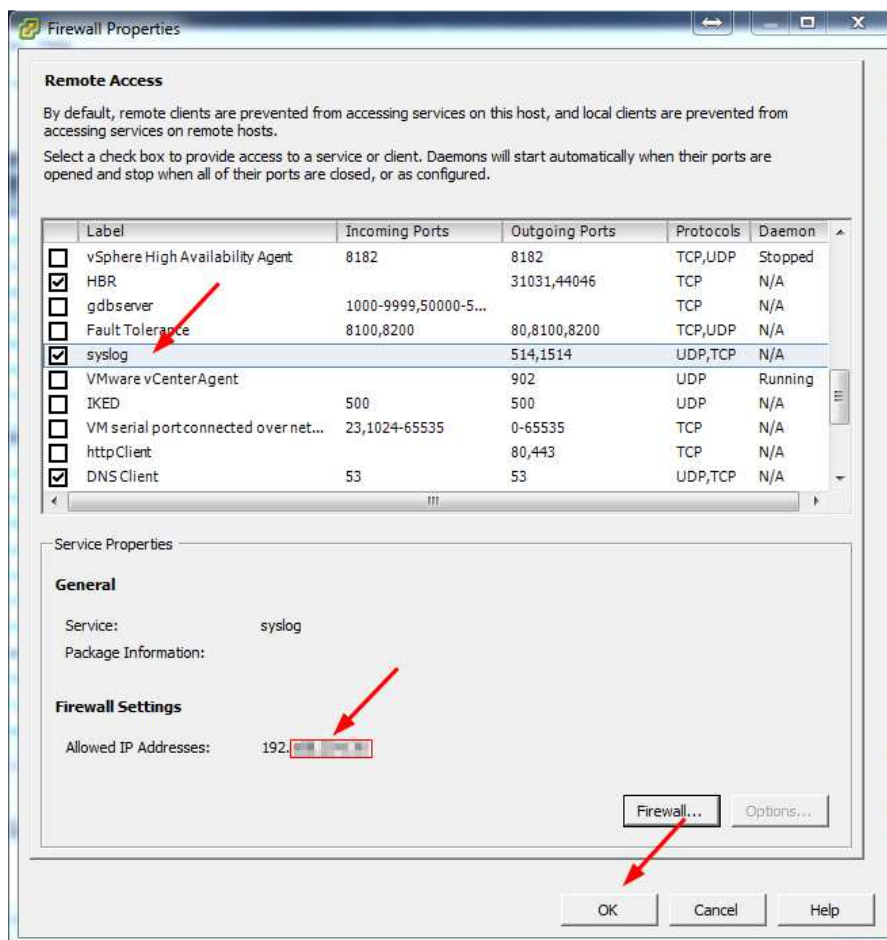 Firewall Properties
Remote Access
By default, remote clients are prevented from accessing services on this host, and local clients are prevented from
accessing services on remote hosts.
Select a check box to provide access to a service or client. Daemons will start automatically when their ports are
opened and stop when all of their ports are closed, or as configured.
Label Incoming Ports Outgoing Ports Protocols Daemon
vSphere High Availability Agent 8182 8182 TCP,UDP Stopped
HBR 31031,44046 TCP N/A
gdbserver 1000-9999,50000-5... TCP N/A
Fault Tolerance 8100,8200 80,8100,8200 TCP,UDP N/A
syslog 514,1514 UDP,TCP N/A
VMware vCenterAgent 902 UDP Running
IKED 500 500 UDP N/A
VM serial port connected over net... 23,1024-65535 0-65535 TCP N/A
httpClient 80,443 TCP N/A
DNS Client 53 53 UDP,TCP N/A
Service Properties
General
Service: syslog
Package Information:
Firewall Settings
Allowed IP Addresses: 192.
Firewall... Options...
OK Cancel Help